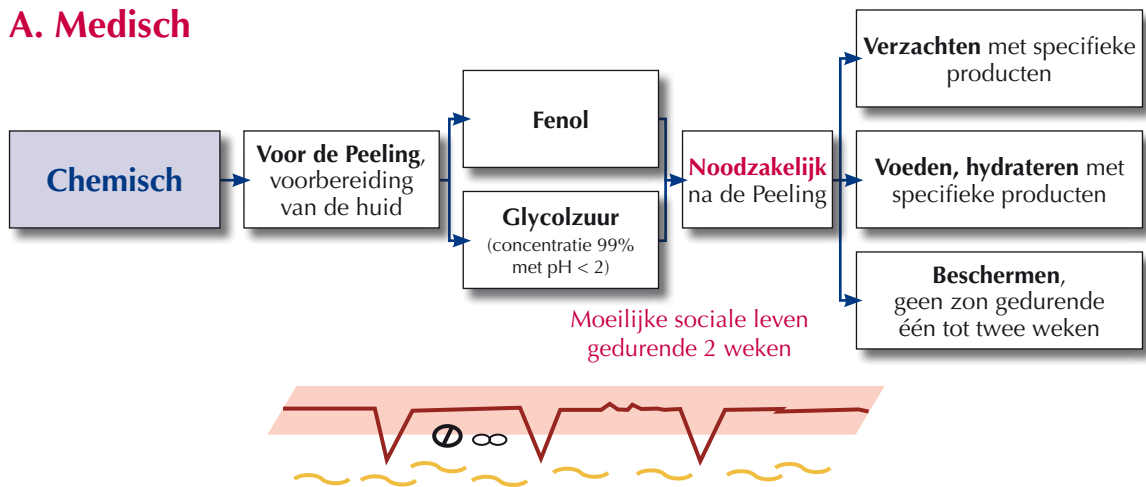 A. Medisch
Chemisch
Voor de Peeling,
voorbereiding
van de huid
Fenol
Glycolzuur
(concentratie 99%
met pH < 2)
Noodzakelijk
na de Peeling
Verzachten met specifieke
producten
Voeden, hydrateren met
specifieke producten
Beschermen,
geen zon gedurende
één tot twee weken
Moeilijke sociale leven
gedurende 2 weken